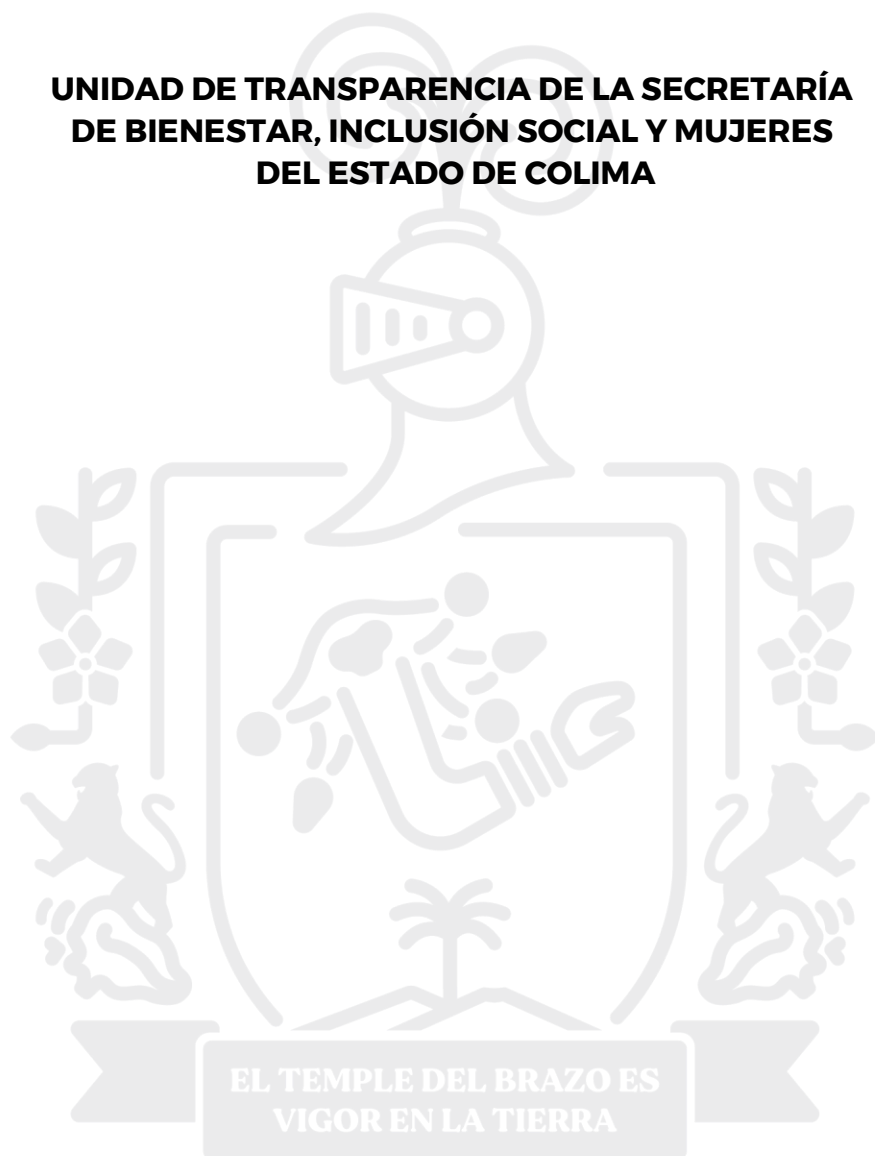 UNIDAD DE TRANSPARENCIA DE LA SECRETARÍA
DE BIENESTAR, INCLUSIÓN SOCIAL Y MUJERES
DEL ESTADO DE COLIMA
EL TEMPLE DEL BRAZO ES
VIGOR EN LA TIERRA